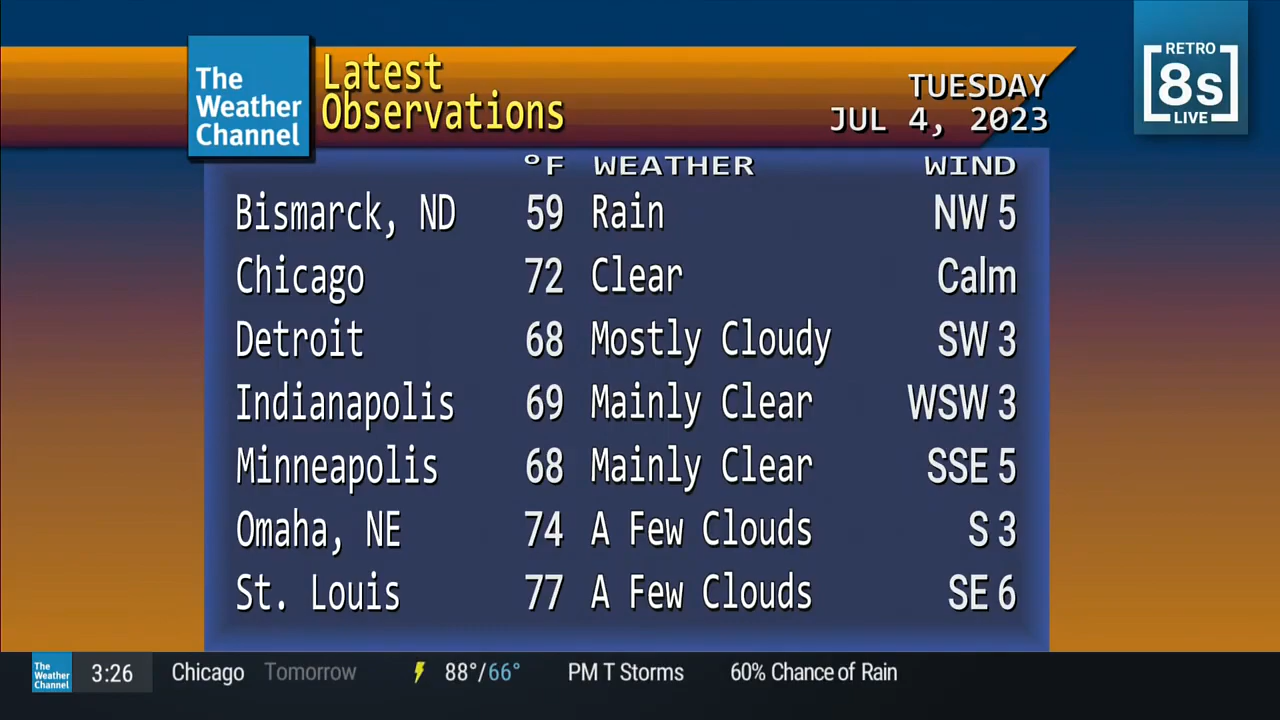 The
Weather
Channel
Latest
Observations
TUESDAY
JUL 4, 2023
RETRO
8s
LIVE
°F WEATHER WIND
Bismarck, ND 59 Rain NW 5
Chicago 72 Clear Calm
Detroit 68 Mostly Cloudy SW 3
Indianapolis 69 Mainly Clear WSW 3
Minneapolis 68 Mainly Clear SSE 5
Omaha, NE 74 A Few Clouds S 3
St. Louis 77 A Few Clouds SE 6
The
Weather
Channel
3:26 Chicago Tomorrow 88°/66° PM T Storms 60% Chance of Rain